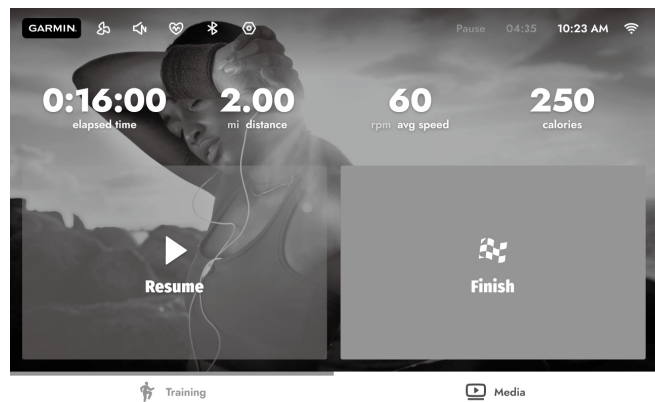 GARMIN. Pause 04:35 10:23 AM
0:16:00 2.00 60 250
elapsed time mi distance rpm avg speed calories
Resume Finish
Training Media